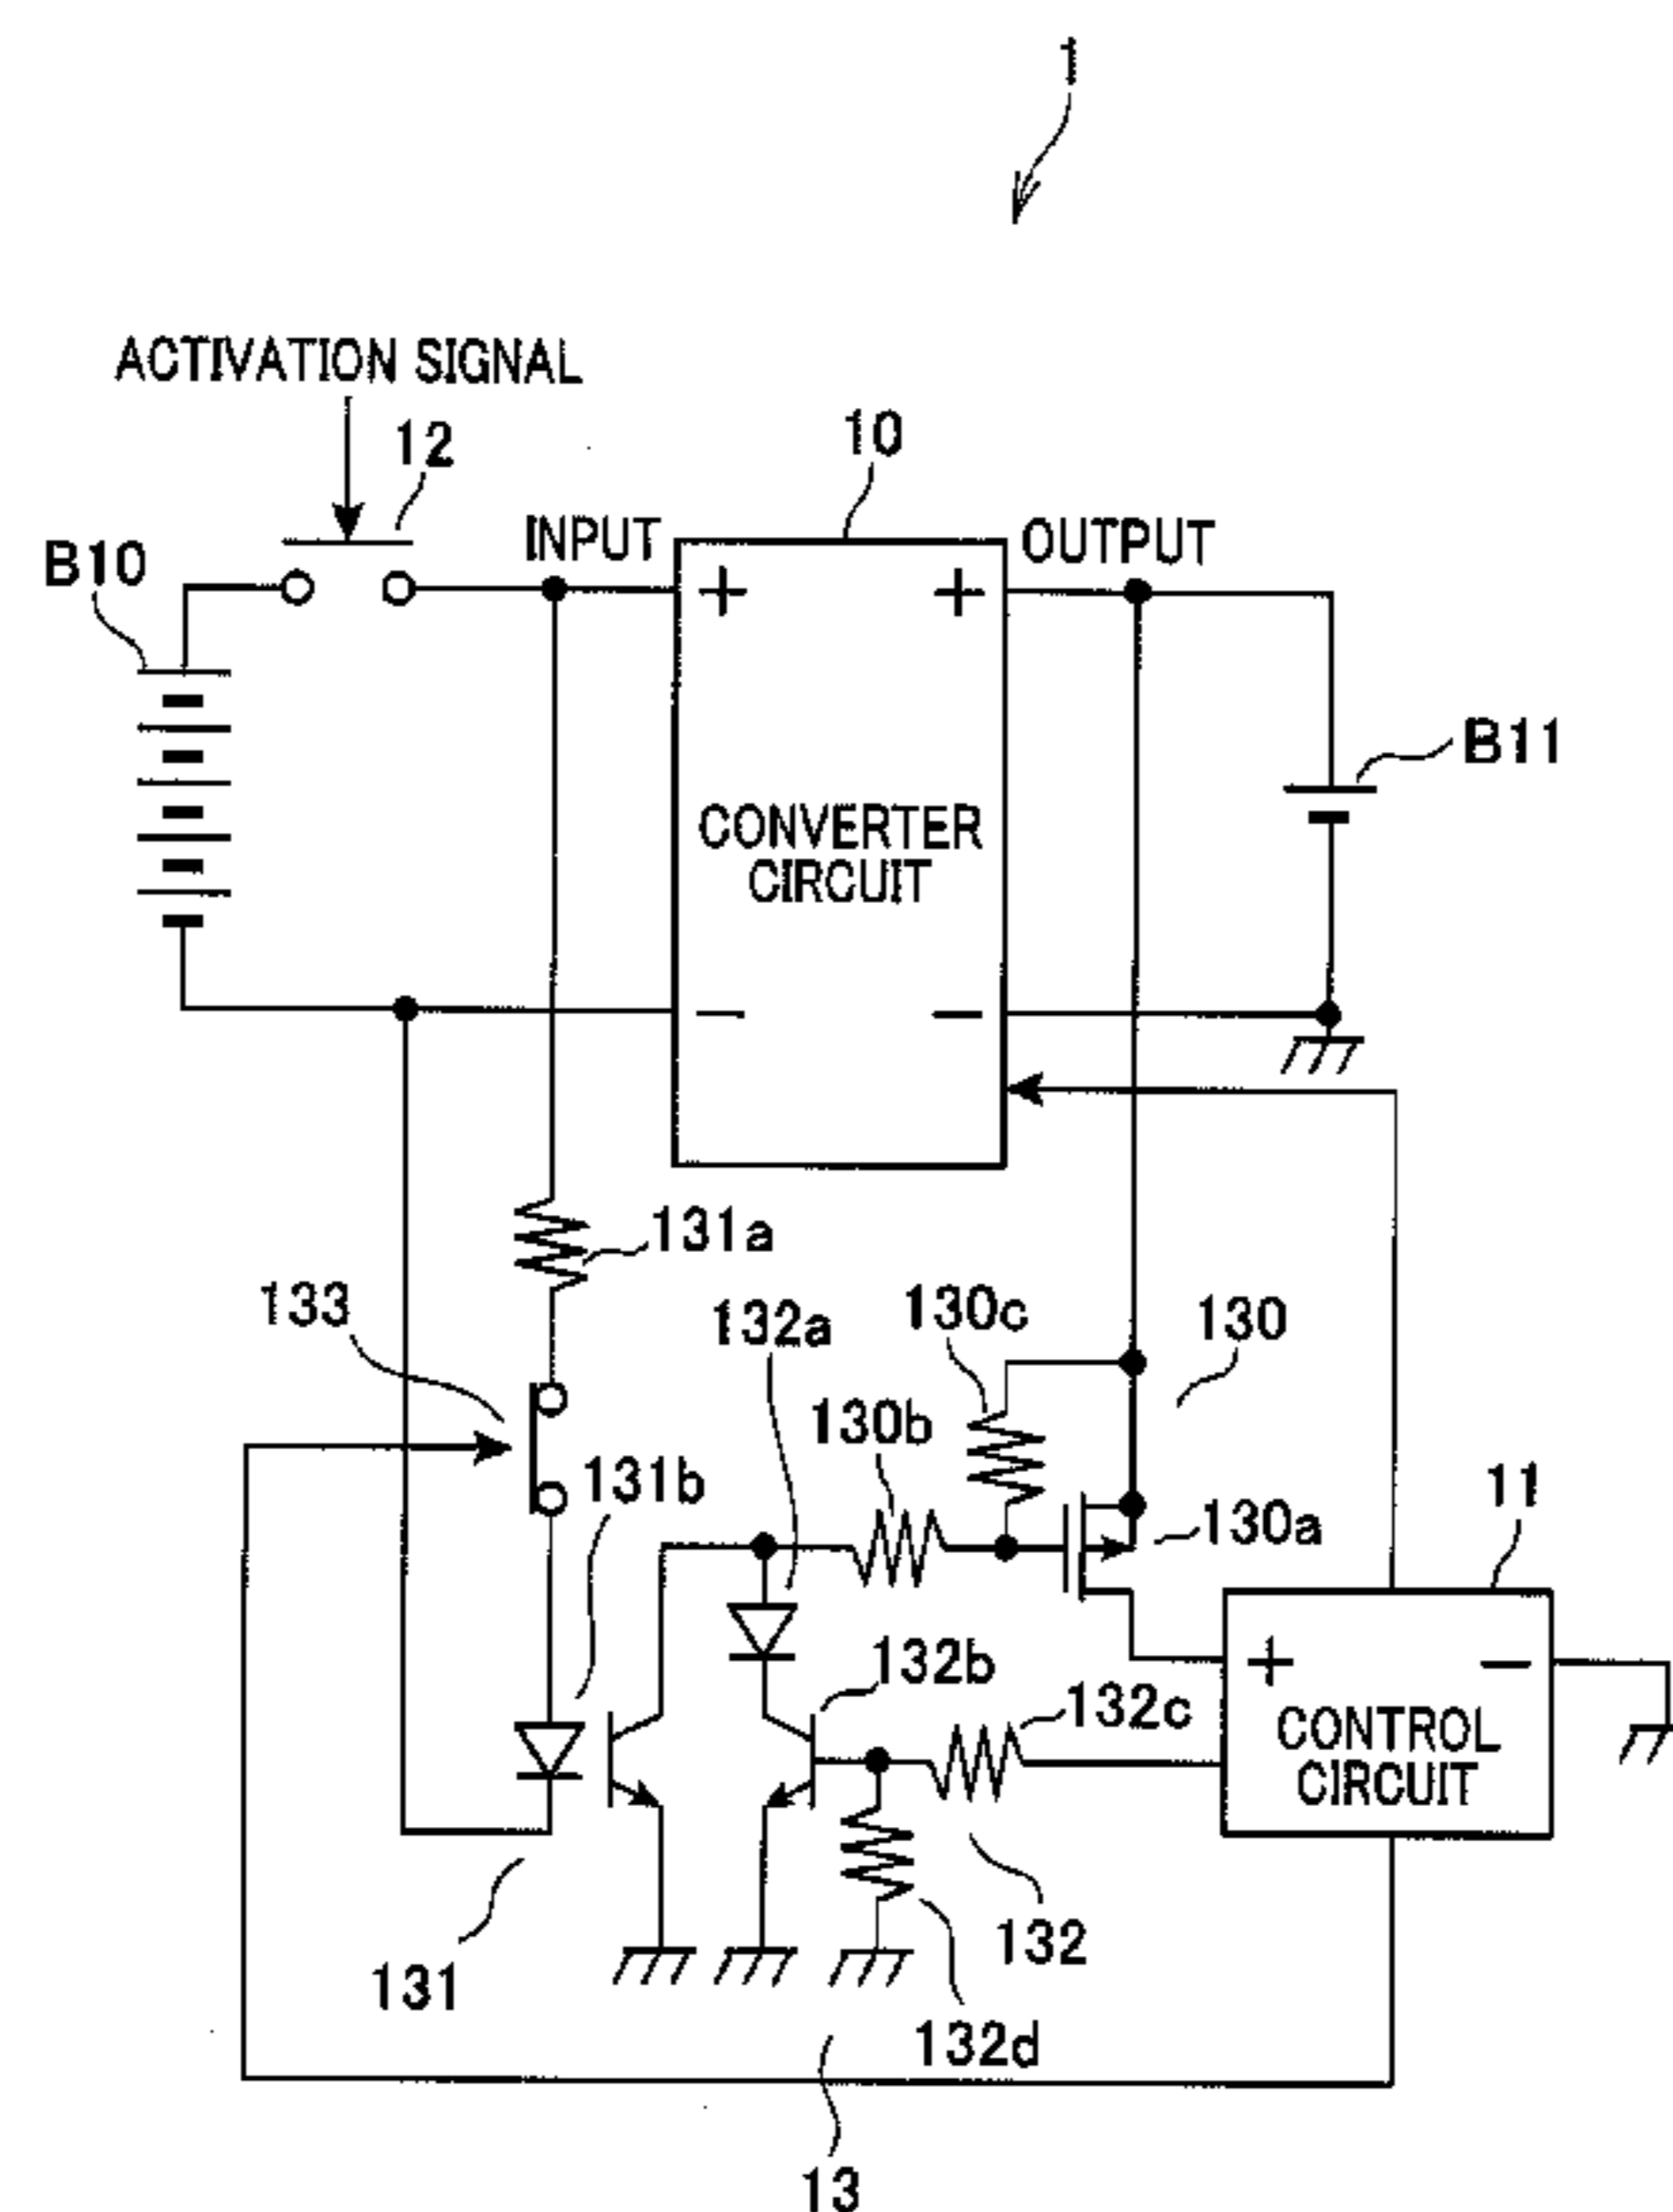 1
ACTIVATION SIGNAL
12
10
B10
INPUT
OUTPUT
+
+
B11
CONVERTER
CIRCUIT
−
−
131a
133
132a
130c
130
130b
131b
11
130a
132b
+
−
132c
CONTROL
CIRCUIT
131
132
132d
13